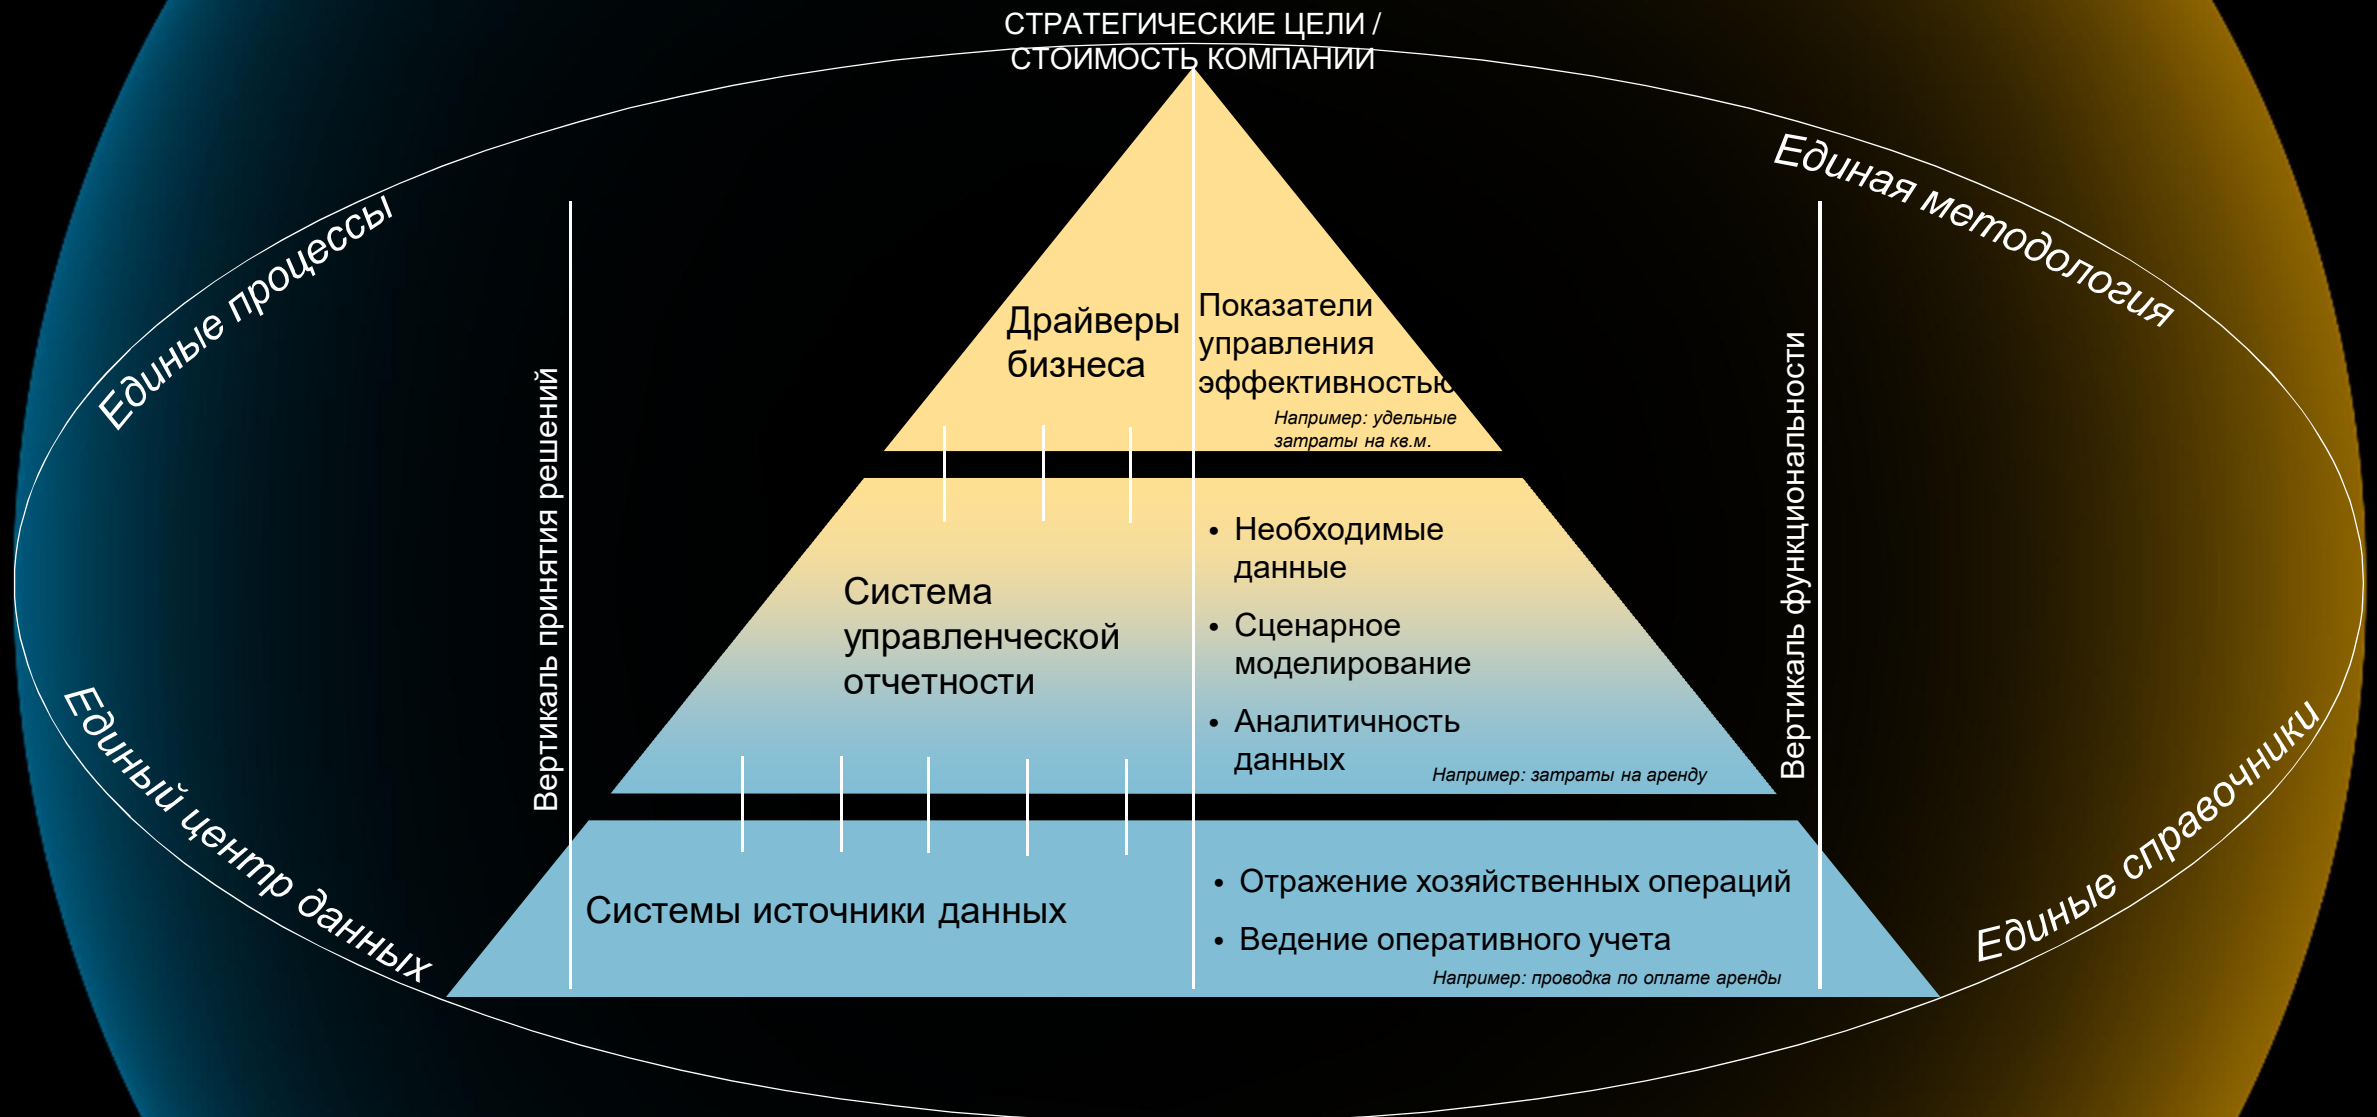 СТРАТЕГИЧЕСКИЕ ЦЕЛИ /
СТОИМОСТЬ КОМПАНИИ
Единые процессы
Единая методология
Вертикаль принятия решений
Вертикаль функциональности
Драйверы
бизнеса
Показатели
управления
эффективностью
Например: удельные
затраты на кв.м.
Система
управленческой
отчетности
• Необходимые
данные
• Сценарное
моделирование
• Аналитичность
данных
Например: затраты на аренду
Единый центр данных
Единые справочники
Системы источники данных
• Отражение хозяйственных операций
• Ведение оперативного учета
Например: проводка по оплате аренды